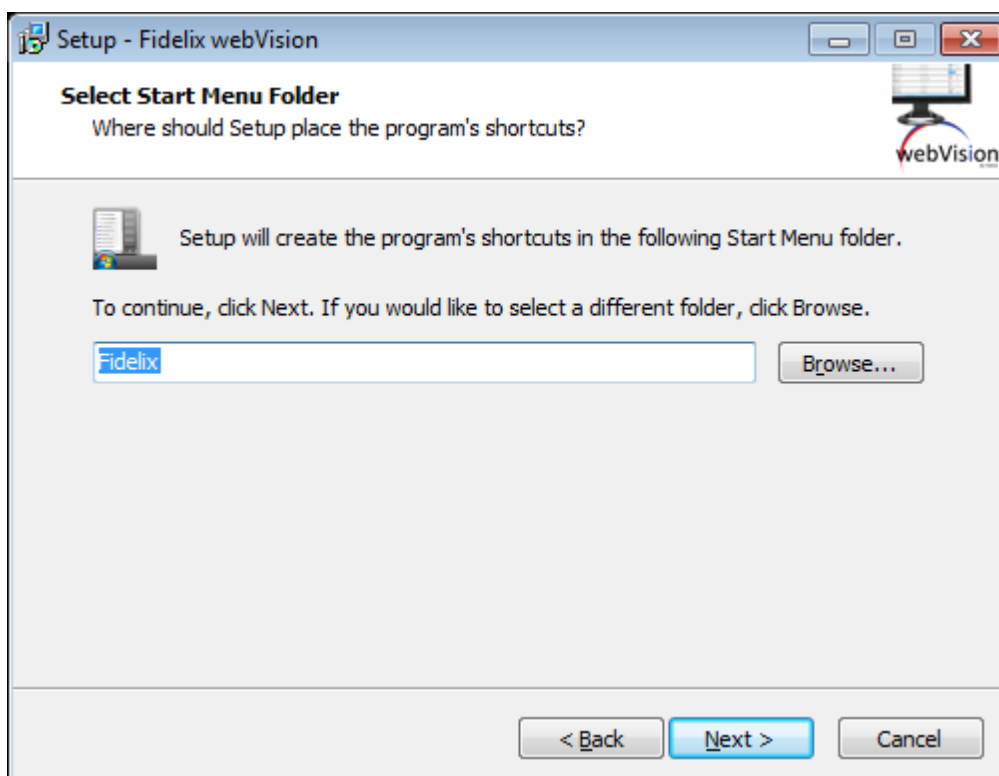 Setup - Fidelix webVision
Select Start Menu Folder
Where should Setup place the program's shortcuts?
webVision
Setup will create the program's shortcuts in the following Start Menu folder.
To continue, click Next. If you would like to select a different folder, click Browse.
Fidelix
Browse...
< Back
Next >
Cancel